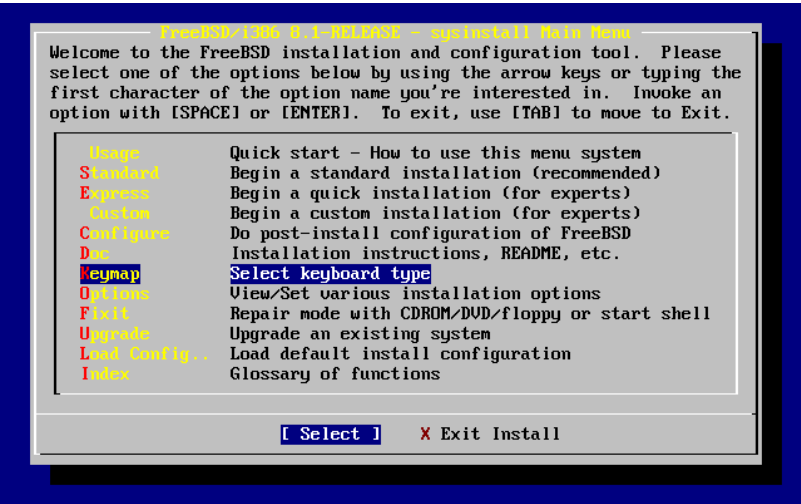 FreeBSD/i386 8.1-RELEASE - sysinstall Main Menu
Welcome to the FreeBSD installation and configuration tool.  Please
select one of the options below by using the arrow keys or typing the
first character of the option name you're interested in.  Invoke an
option with [SPACE] or [ENTER].  To exit, use [TAB] to move to Exit.
Usage Quick start - How to use this menu system
Standard Begin a standard installation (recommended)
Express Begin a quick installation (for experts)
Custom Begin a custom installation (for experts)
Configure Do post-install configuration of FreeBSD
Doc Installation instructions, README, etc.
Keymap Select keyboard type
Options View/Set various installation options
Fixit Repair mode with CDROM/DVD/floppy or start shell
Upgrade Upgrade an existing system
Load Config.. Load default install configuration
Index Glossary of functions
[ Select ] X Exit Install